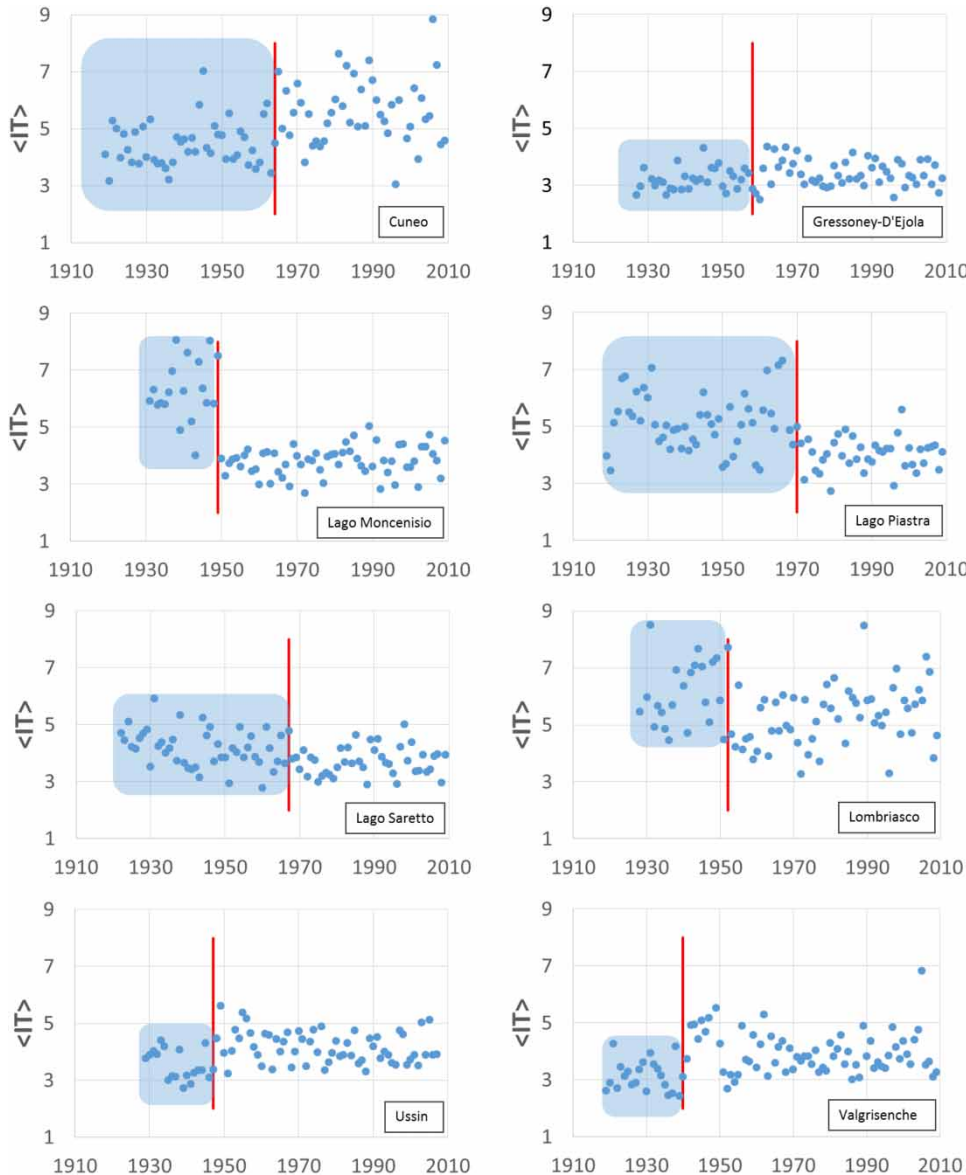 9 9
7 7
<IT> <IT>
5 5
3 3
Cuneo Gressoney-D'Ejola
1 1
1910 1930 1950 1970 1990 2010 1910 1930 1950 1970 1990 2010
9 9
7 7
<IT> <IT>
5 5
3 3
Lago Moncenisio Lago Piastra
1 1
1910 1930 1950 1970 1990 2010 1910 1930 1950 1970 1990 2010
9 9
7 7
<IT> <IT>
5 5
3 3
Lago Saretto Lombriasco
1 1
1910 1930 1950 1970 1990 2010 1910 1930 1950 1970 1990 2010
9 9
7 7
<IT> <IT>
5 5
3 3
Ussin Valgrisenche
1 1
1910 1930 1950 1970 1990 2010 1910 1930 1950 1970 1990 2010